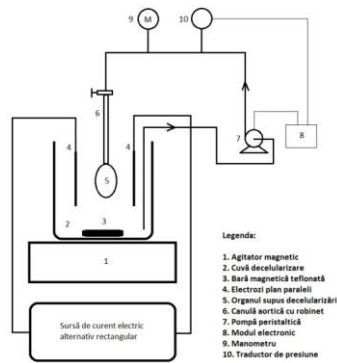 9
M
10
6
4
4
7
8
5
3
2
1
Sursă de curent electric
alternativ rectangular
Legenda:
1. Agitator magnetic
2. Cuvă decelularizare
3. Bară magnetică teflonată
4. Electrozi plan paraleli
5. Organul supus decelularizării
6. Canulă aortică cu robinet
7. Pompă peristaltică
8. Modul electronic
9. Manometru
10. Traductor de presiune